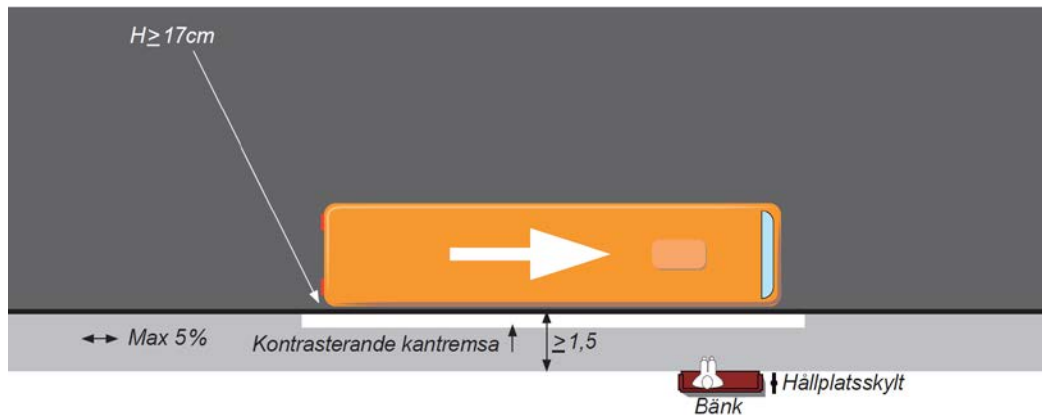 H≥17cm
Max 5%
Kontrasterande kantremsa
≥1,5
Hållplatsskylt
Bänk